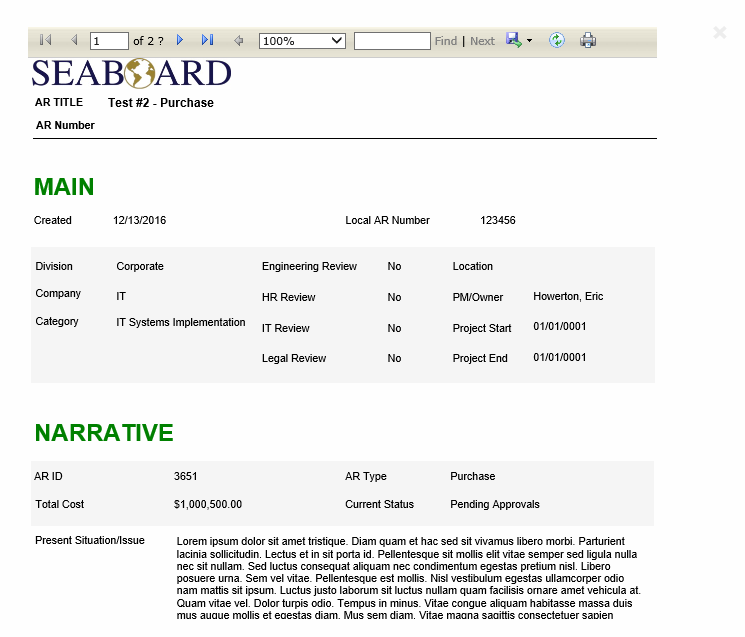 1 of 2 ? 100% Find | Next
SEABOARD
AR TITLE Test #2 - Purchase
AR Number
MAIN
Created 12/13/2016 Local AR Number 123456
Division Corporate Engineering Review No Location
Company IT HR Review No PM/Owner Howerton, Eric
Category IT Systems Implementation IT Review No Project Start 01/01/0001
Legal Review No Project End 01/01/0001
NARRATIVE
AR ID 3651 AR Type Purchase
Total Cost $1,000,500.00 Current Status Pending Approvals
Present Situation/Issue Lorem ipsum dolor sit amet tristique. Diam quam et hac sed sit vivamus libero morbi. Parturient
lacinia sollicitudin. Lectus et in sit porta id. Pellentesque sit mollis elit vitae semper sed ligula nulla
nec sit nullam. Sed luctus consequat aliquam nec condimentum egestas pretium nisl. Libero
posuere urna. Sem vel vitae. Pellentesque est mollis. Nisl vestibulum egestas ullamcorper odio
nam mattis sit ipsum. Luctus justo laborum sit luctus nullam quam facilisis ornare amet vehicula at.
Quam vitae vel. Dolor turpis odio. Tempus in minus. Vitae congue aliquam habitasse massa duis
mus augue mollis et egestas diam. Mus sem diam. Vitae magna sagittis consectetuer sapien